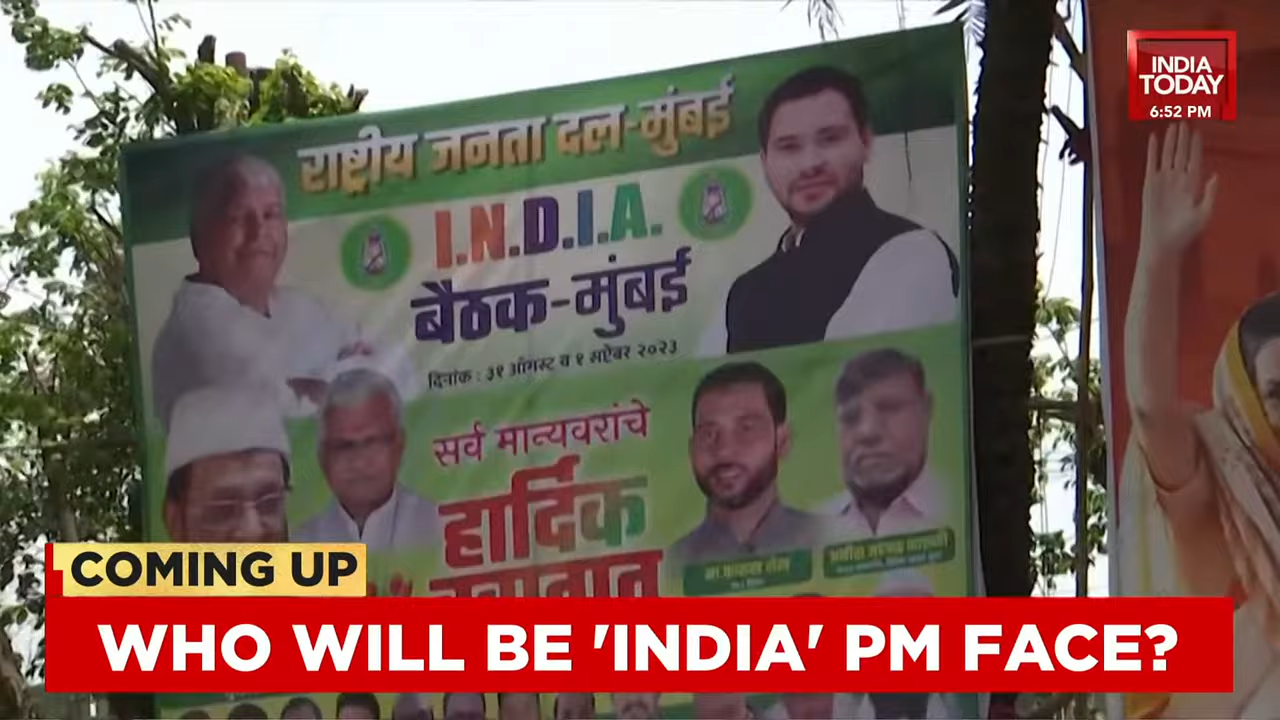 INDIA
TODAY
6:52 PM
राष्ट्रीय जनता दल-मुंबई
I.N.D.I.A.
बैठक-मुंबई
दिनांक : ३१ ऑगस्ट व १ सप्टेंबर २०२३
सर्व मान्यवरांचे
हार्दिक
COMING UP
WHO WILL BE 'INDIA' PM FACE?